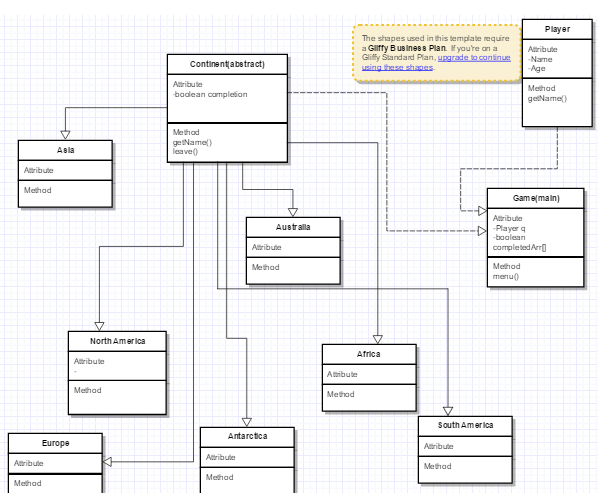 The shapes used in this template require
a Gliffy Business Plan. If you're on a
Gliffy Standard Plan, upgrade to continue
using these shapes.
Player
Attribute
-Name
-Age
Method
getName()
Continent(abstract)
Attribute
-boolean completion
Method
getName()
leave()
Asia
Attribute
Method
Game(main)
Attribute
-Player q
-boolean
completedArr[]
Method
menu()
Australia
Attribute
Method
North America
Attribute
-
Method
Africa
Attribute
Method
South America
Attribute
Method
Europe
Attribute
Method
Antarctica
Attribute
Method